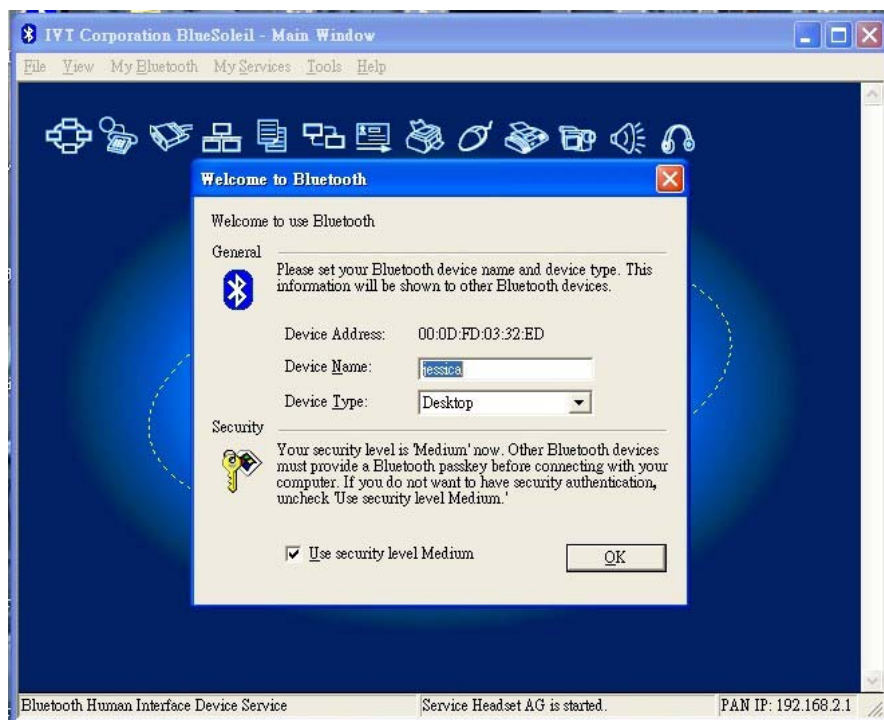 IVT Corporation BlueSoleil - Main Window
File View My Bluetooth My Services Tools Help
Welcome to Bluetooth
Welcome to use Bluetooth
General
Please set your Bluetooth device name and device type. This
information will be shown to other Bluetooth devices.
Device Address: 00:0D:FD:03:32:ED
Device Name: jessica
Device Type: Desktop
Security
Your security level is 'Medium' now. Other Bluetooth devices
must provide a Bluetooth passkey before connecting with your
computer. If you do not want to have security authentication,
uncheck 'Use security level Medium.'
Use security level Medium
OK
Bluetooth Human Interface Device Service Service Headset AG is started. PAN IP: 192.168.2.1